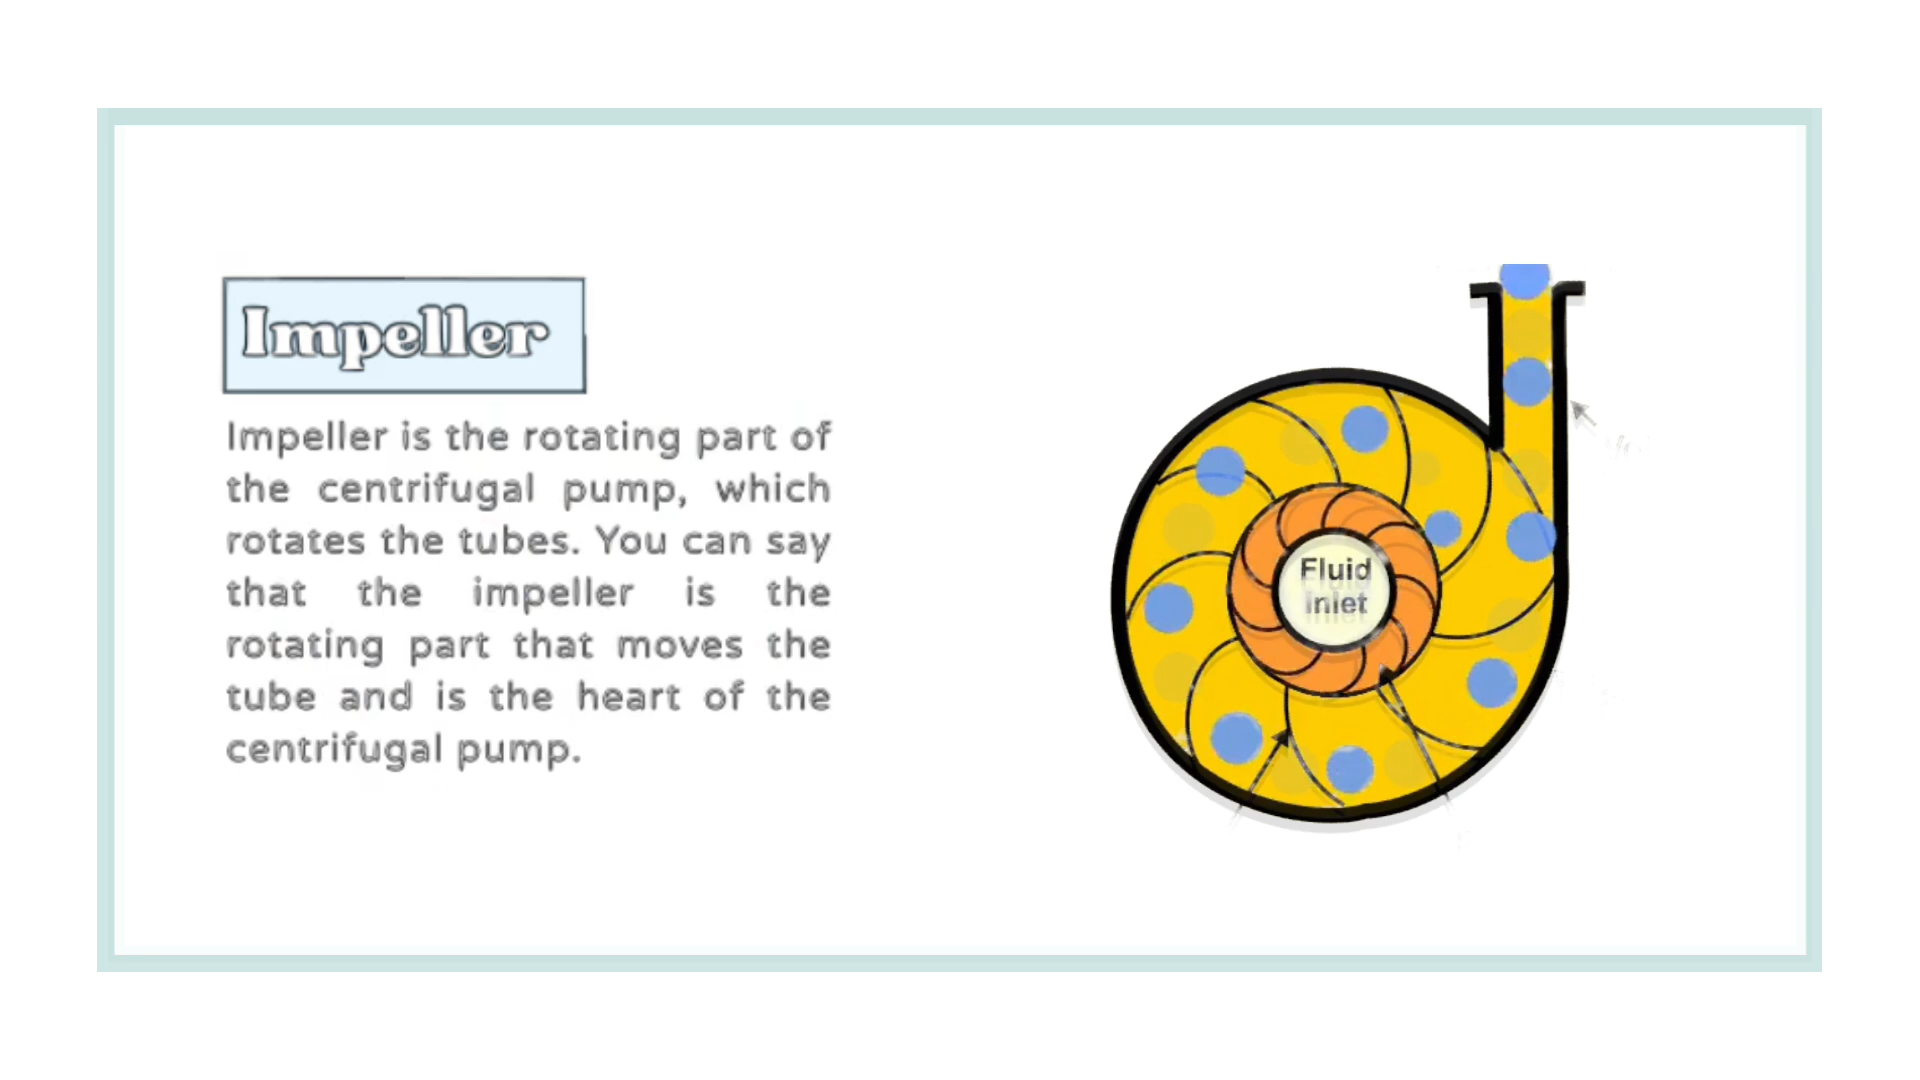 Impeller
Impeller is the rotating part of
the centrifugal pump, which
rotates the tubes. You can say
that the impeller is the
rotating part that moves the
tube and is the heart of the
centrifugal pump.
Fluid
Inlet